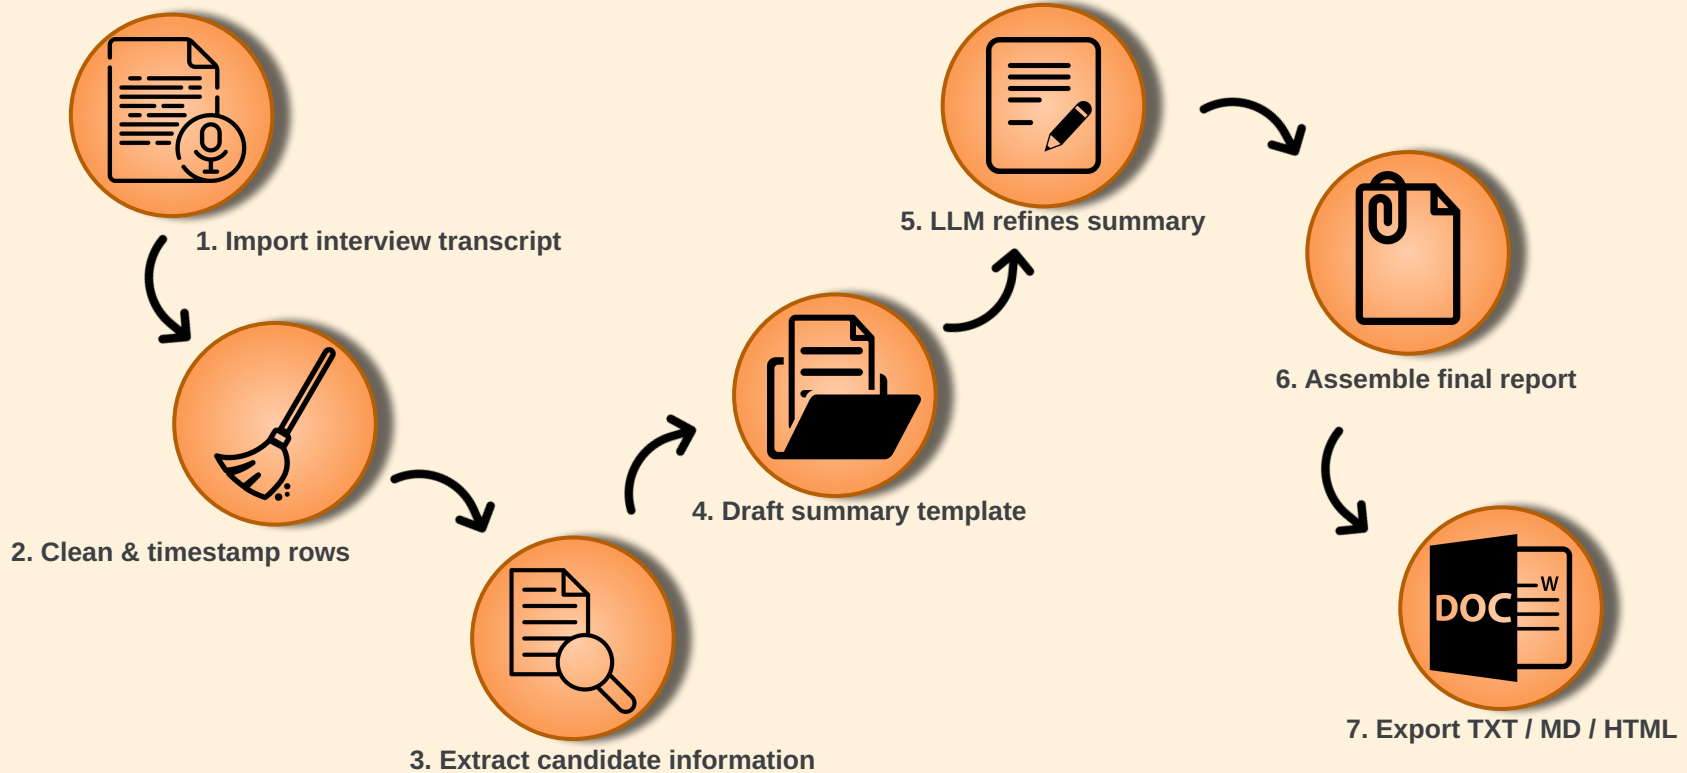 1. Import interview transcript
2. Clean & timestamp rows
3. Extract candidate information
4. Draft summary template
5. LLM refines summary
6. Assemble final report
DOC
W
7. Export TXT / MD / HTML